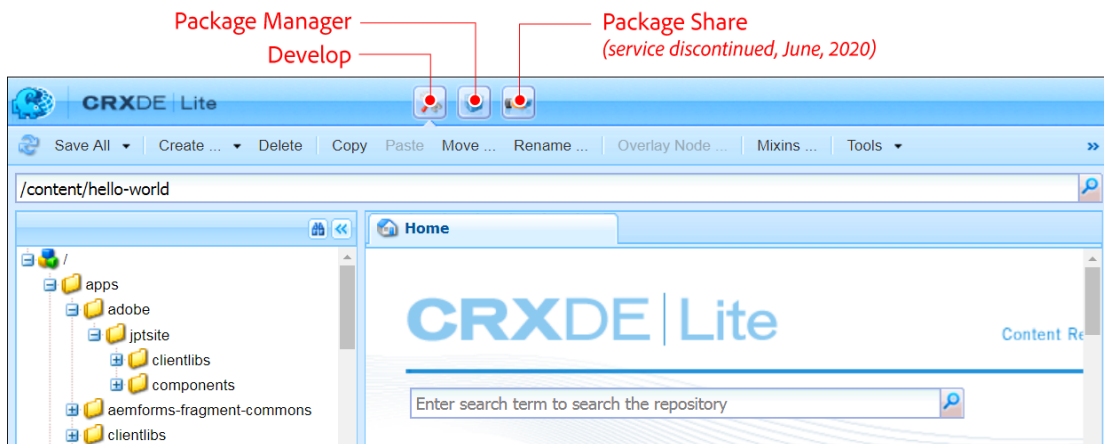 Package Manager
Package Share
Develop
(service discontinued, June, 2020)
CRXDE | Lite
Save All Create ... Delete Copy Paste Move ... Rename ... Overlay Node ... Mixins ... Tools »
/content/hello-world
Home
/
apps
adobe
jptsite
clientlibs
components
aemforms-fragment-commons
clientlibs
CRXDE | Lite
Content Re
Enter search term to search the repository